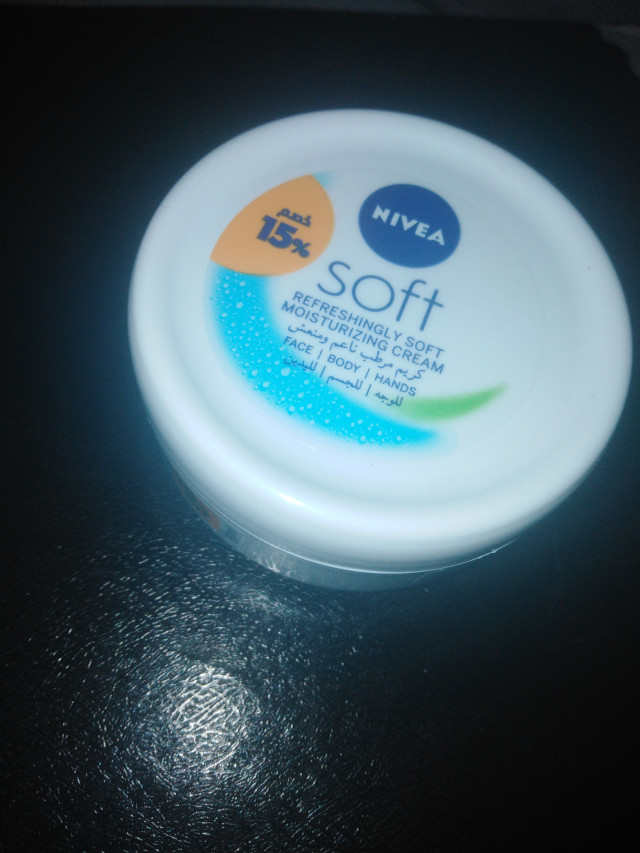 خصم
15%
NIVEA
soft
REFRESHINGLY SOFT
MOISTURIZING CREAM
كريم مرطب ناعم ومنعش
FACE | BODY | HANDS
للوجه | للجسم | لليدين